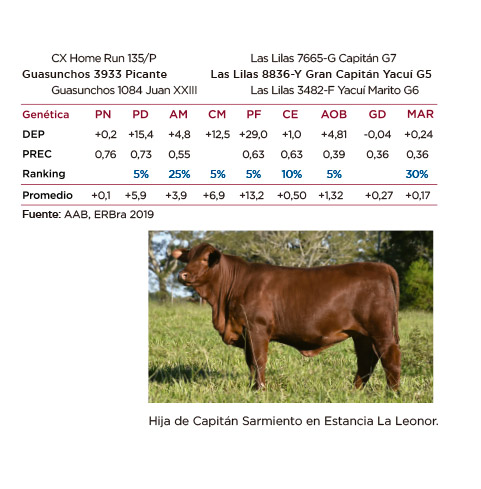 CX Home Run 135/P Las Lilas 7665-G Capitán G7
Guasunchos 3933 Picante Las Lilas 8836-Y Gran Capitán Yacuí G5
Guasunchos 1084 Juan XXIII Las Lilas 3482-F Yacuí Marito G6
Genética PN PD AM CM PF CE AOB GD MAR
DEP +0,2 +15,4 +4,8 +12,5 +29,0 +1,0 +4,81 -0,04 +0,24
PREC 0,76 0,73 0,55 0,63 0,63 0,39 0,36 0,36
Ranking 5% 25% 5% 5% 10% 5% 30%
Promedio +0,1 +5,9 +3,9 +6,9 +13,2 +0,50 +1,32 +0,27 +0,17
Fuente: AAB, ERBra 2019
Hija de Capitán Sarmiento en Estancia La Leonor.